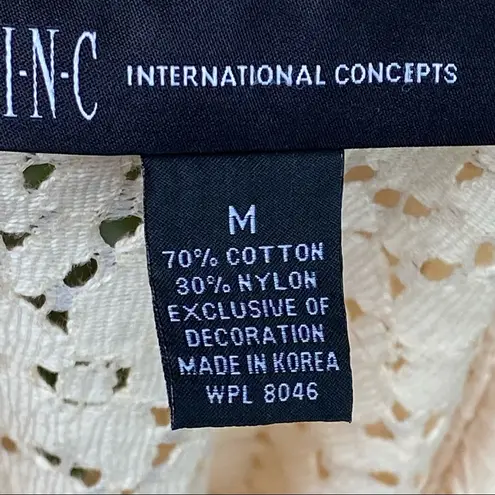 I·N·C INTERNATIONAL CONCEPTS
M
70% COTTON
30% NYLON
EXCLUSIVE OF
DECORATION
MADE IN KOREA
WPL 8046